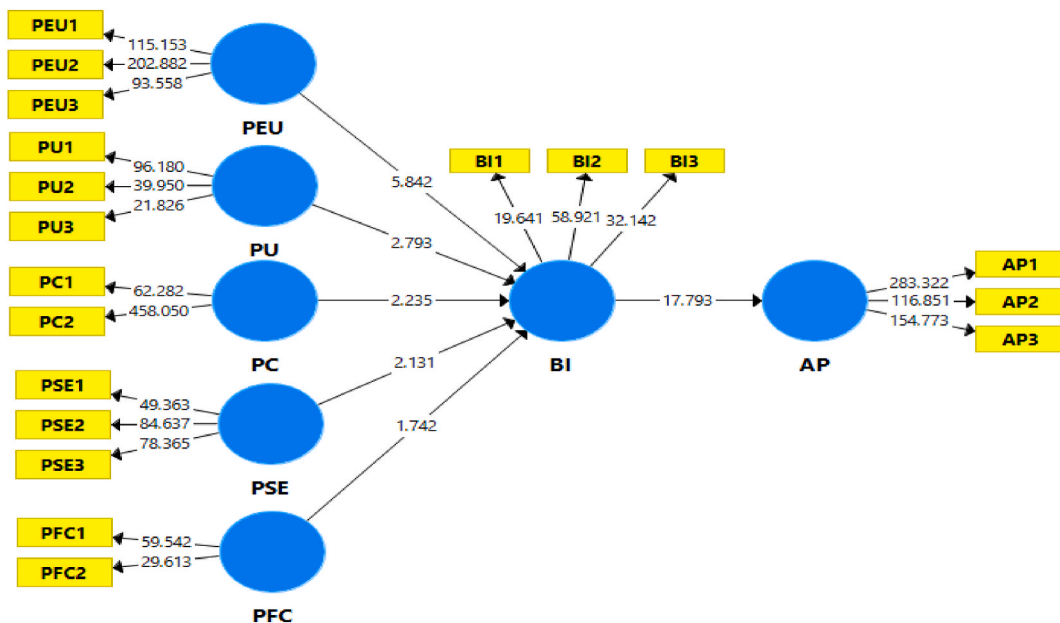 PEU1
115.153
PEU2
202.882
PEU3
93.558
PEU
PU1
96.180
PU2
39.950
PU3
21.826
PU
PC1
62.282
PC2
458.050
PC
PSE1
49.363
PSE2
84.637
PSE3
78.365
PSE
PFC1
59.542
PFC2
29.613
PFC
5.842
2.793
2.235
2.131
1.742
BI1
BI2
BI3
19.641
58.921
32.142
BI
17.793
AP
283.322
AP1
116.851
AP2
154.773
AP3